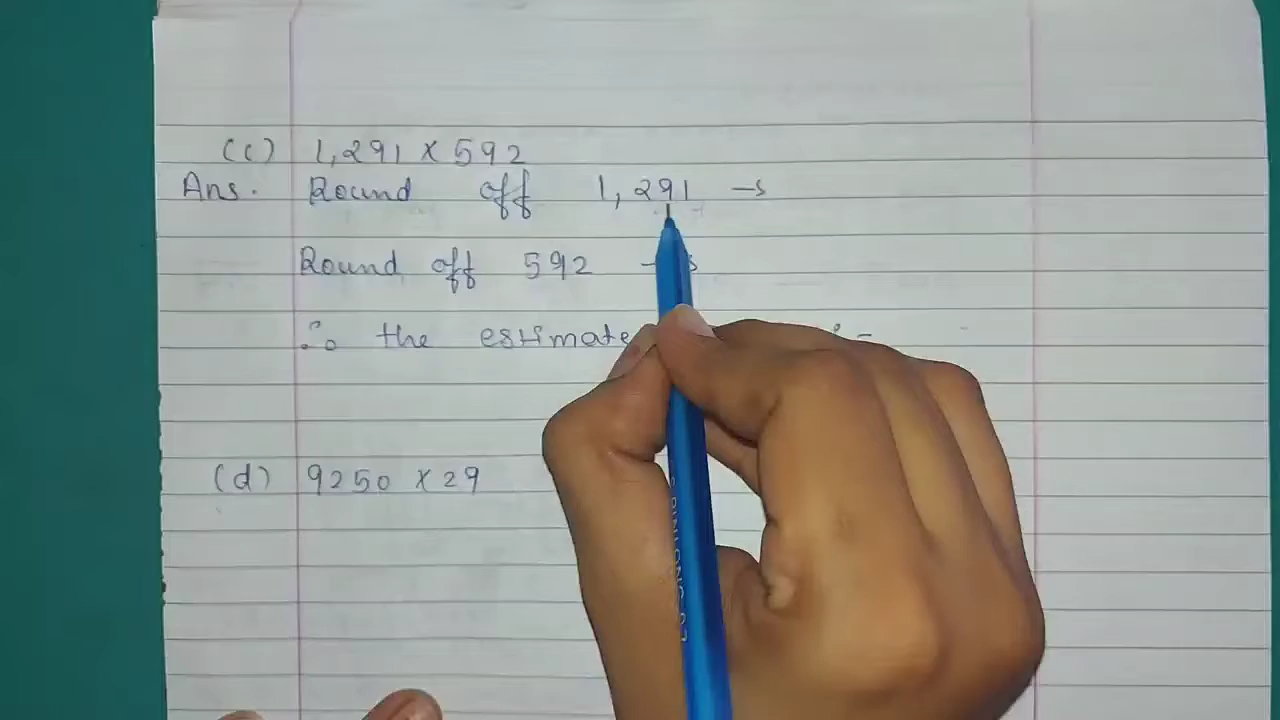 (c) 1,291 x 592
Ans. Round off 1,291 →
Round off 592
∴ the estimate
(d) 9250 x 29